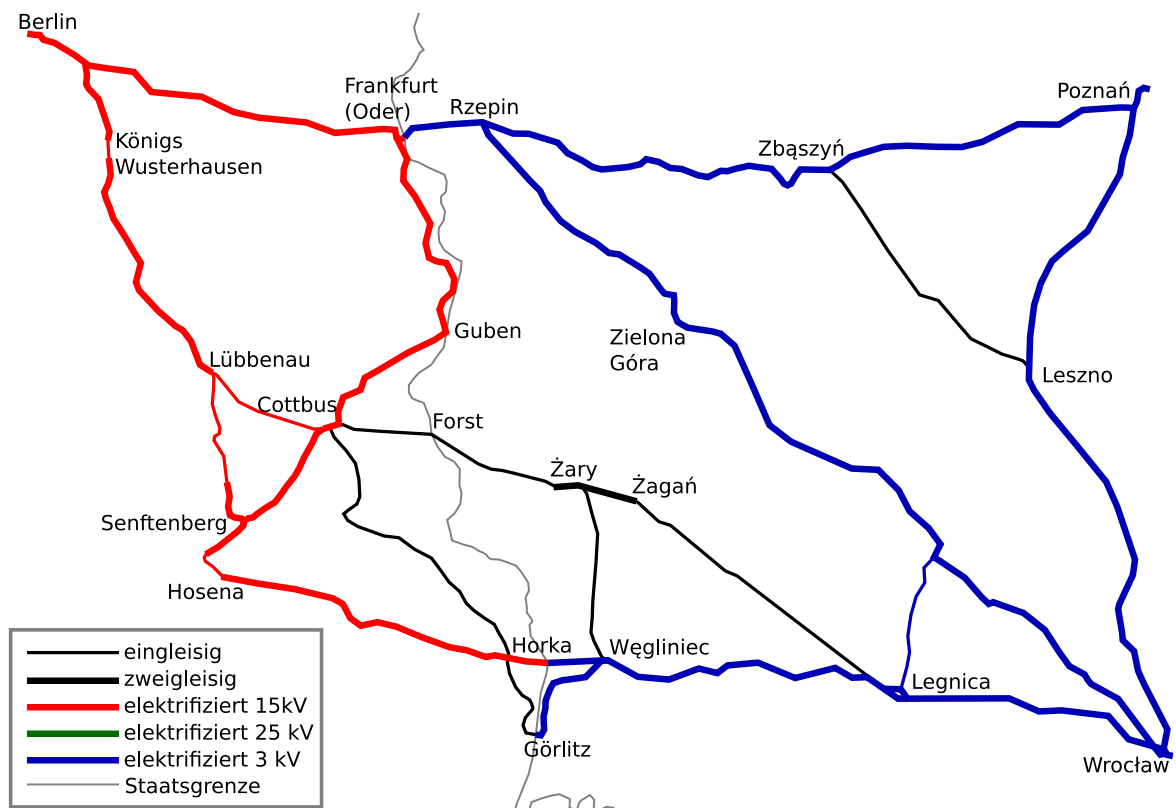 Berlin
Frankfurt
(Oder)
Rzepin
Poznań
Königs
Wusterhausen
Zbąszyń
Guben
Zielona
Góra
Lübbenau
Leszno
Cottbus
Forst
Żary
Żagań
Senftenberg
Hosena
Horka
Węgliniec
Legnica
Görlitz
Wrocław
eingleisig
zweigleisig
elektrifiziert 15kV
elektrifiziert 25 kV
elektrifiziert 3 kV
Staatsgrenze